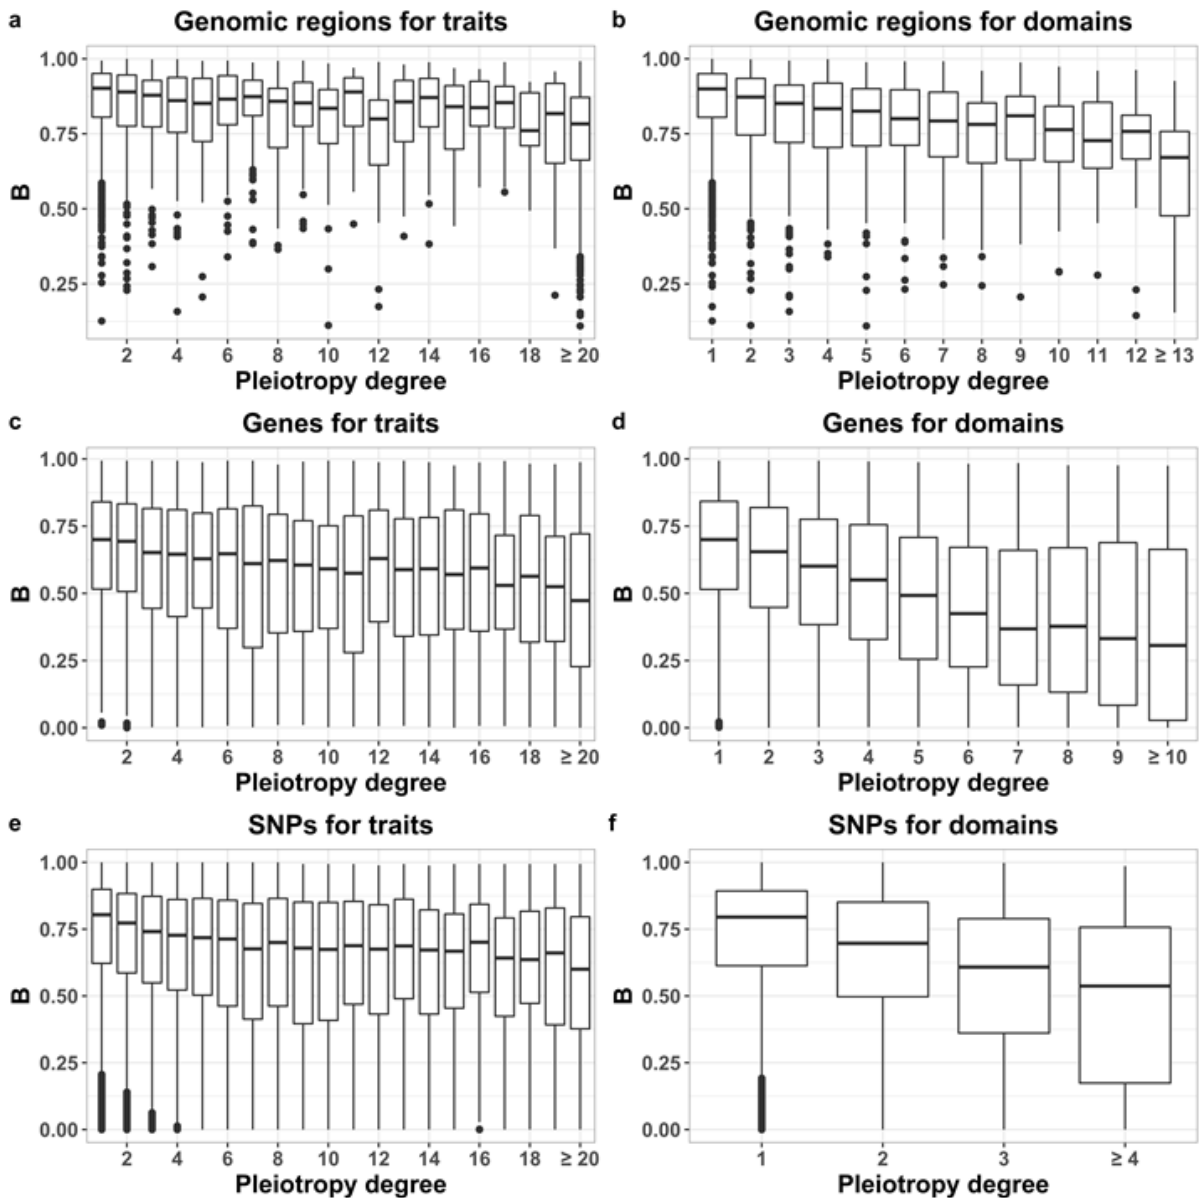 a Genomic regions for traits
1.00
0.75
B
0.50
0.25
2 4 6 8 10 12 14 16 18 ≥ 20
Pleiotropy degree
b Genomic regions for domains
1.00
0.75
B
0.50
0.25
1 2 3 4 5 6 7 8 9 10 11 12 ≥ 13
Pleiotropy degree
c Genes for traits
1.00
0.75
B
0.50
0.25
0.00
2 4 6 8 10 12 14 16 18 ≥ 20
Pleiotropy degree
d Genes for domains
1.00
0.75
B
0.50
0.25
0.00
1 2 3 4 5 6 7 8 9 ≥ 10
Pleiotropy degree
e SNPs for traits
1.00
0.75
B
0.50
0.25
0.00
2 4 6 8 10 12 14 16 18 ≥ 20
Pleiotropy degree
f SNPs for domains
1.00
0.75
B
0.50
0.25
0.00
1 2 3 ≥ 4
Pleiotropy degree